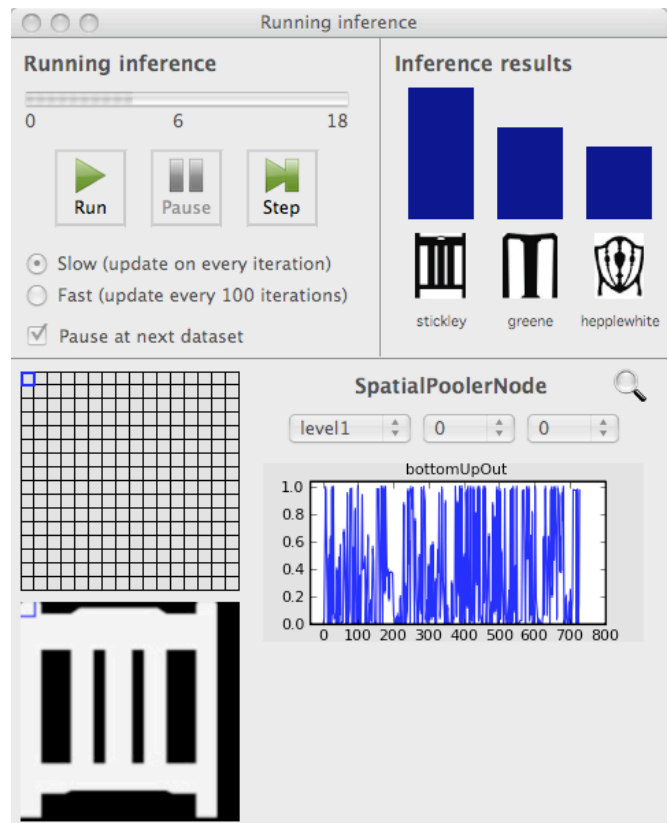 Running inference
Running inference
0 6 18
Run Pause Step
Slow (update on every iteration)
Fast (update every 100 iterations)
Pause at next dataset
Inference results
stickley greene hepplewhite
SpatialPoolerNode
level1 0 0
bottomUpOut
1.0
0.8
0.6
0.4
0.2
0.0
0 100 200 300 400 500 600 700 800